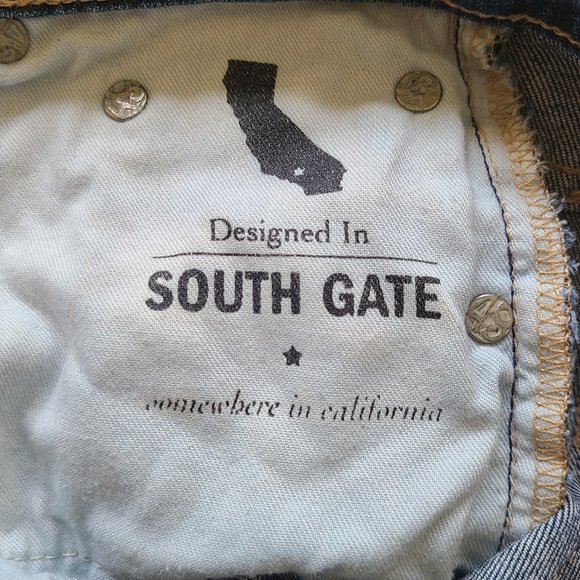 Designed In
SOUTH GATE
somewhere in california